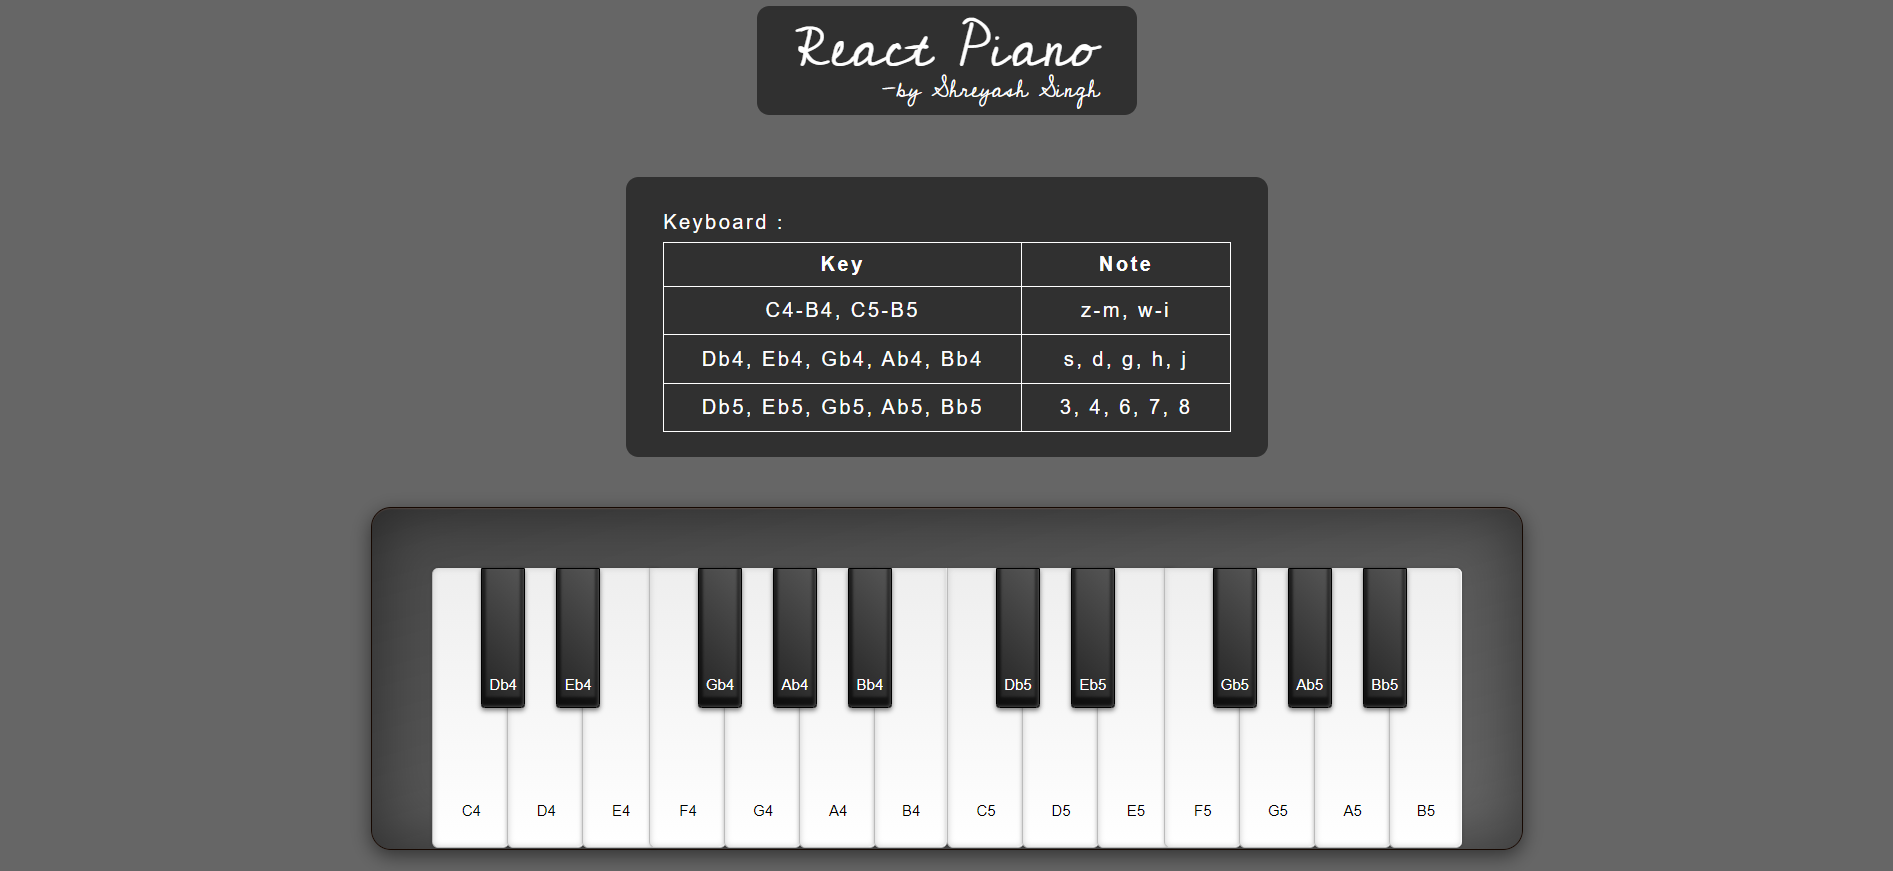 React Piano
-by Shreyash Singh
Keyboard :
Key Note
C4-B4, C5-B5 z-m, w-i
Db4, Eb4, Gb4, Ab4, Bb4 s, d, g, h, j
Db5, Eb5, Gb5, Ab5, Bb5 3, 4, 6, 7, 8
Db4 Eb4 Gb4 Ab4 Bb4 Db5 Eb5 Gb5 Ab5 Bb5
C4 D4 E4 F4 G4 A4 B4 C5 D5 E5 F5 G5 A5 B5